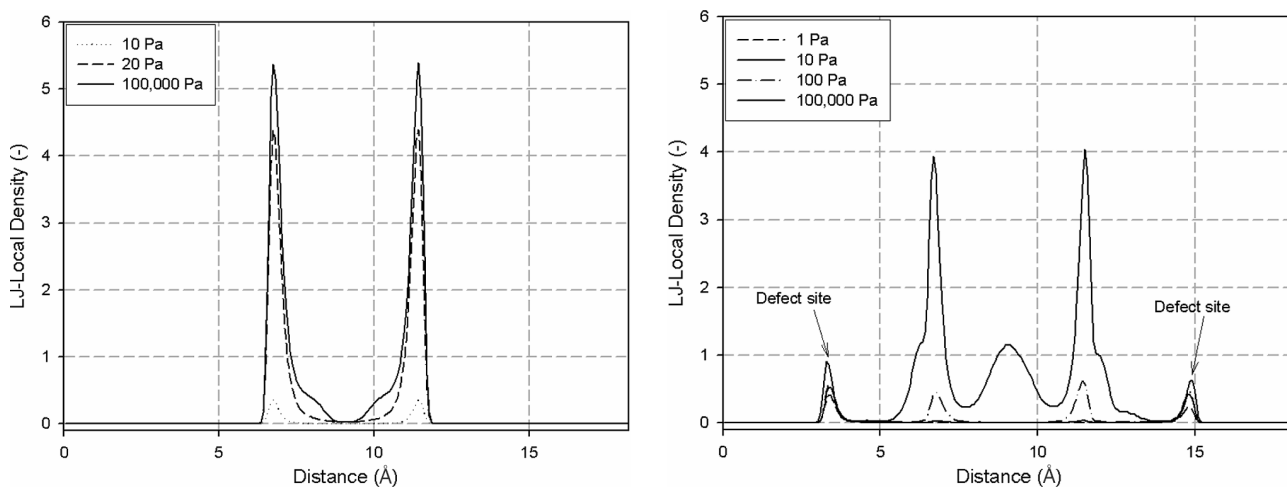 LJ-Local Density (-)
6
5
4
3
2
1
0
10 Pa
20 Pa
100,000 Pa
0
5
10
15
Distance (Å)
LJ-Local Density (-)
6
5
4
3
2
1
0
1 Pa
10 Pa
100 Pa
100,000 Pa
Defect site
Defect site
0
5
10
15
Distance (Å)